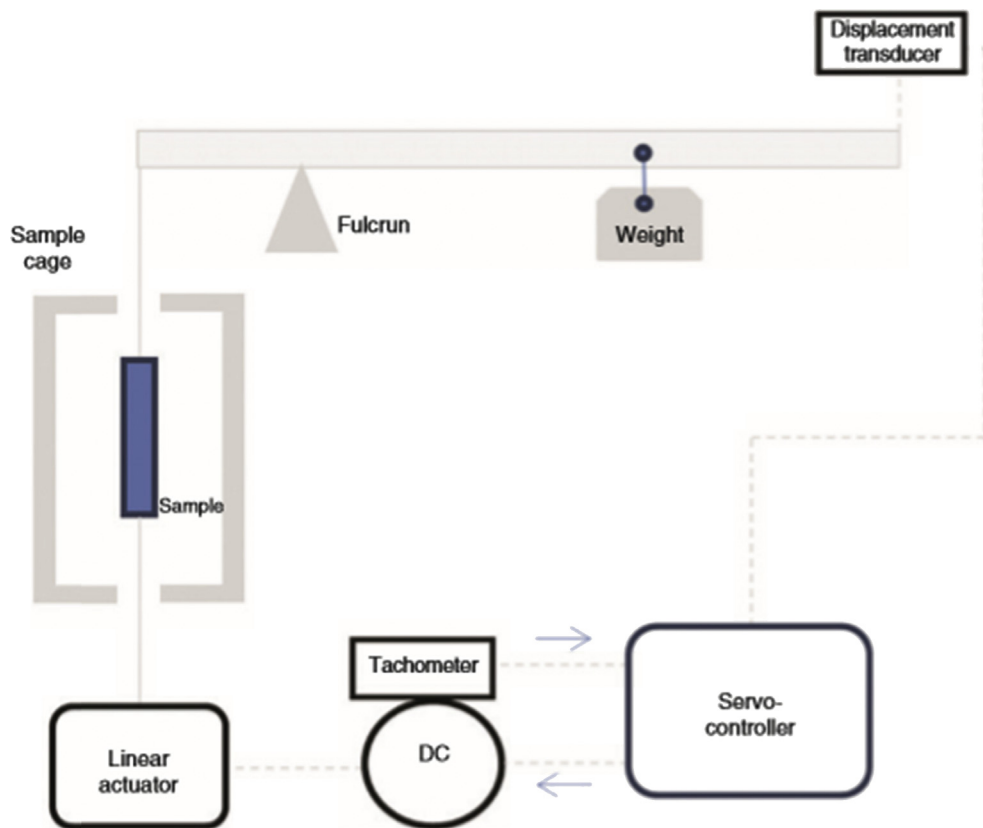 Displacement
transducer
Fulcrun
Weight
Sample
cage
Sample
Tachometer
DC
Servo-
controller
Linear
actuator